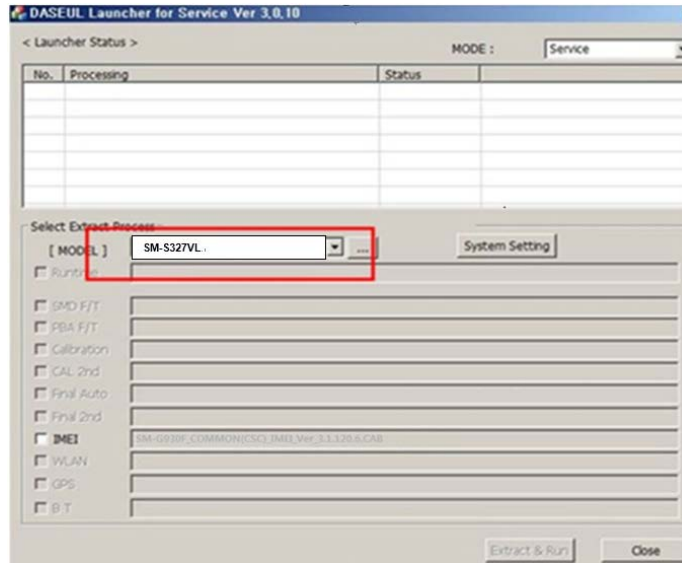 DASEUL Launcher for Service Ver 3,0,10
< Launcher Status >
MODE :
Service
No.
Processing
Status
Select Extract Process
[ MODEL ]
SM-S327VL .
...
System Setting
Runtime
SMD F/T
PBA F/T
Calibration
CAL 2nd
Final Auto
Final 2nd
IMEI
SM-G930F_COMMON(CSC)_IMEI_Ver_3.1.120.6.CAB
WLAN
GPS
B T
Extract & Run
Close